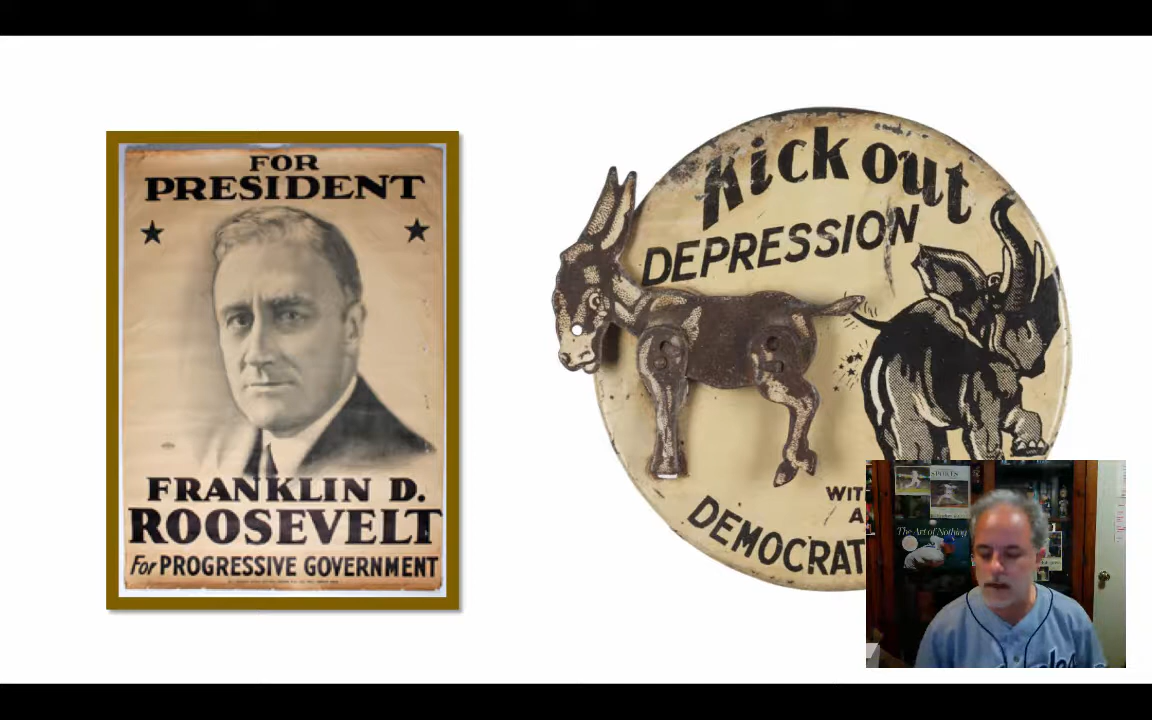 FOR
PRESIDENT
FRANKLIN D.
ROOSEVELT
For PROGRESSIVE GOVERNMENT
Kick out
DEPRESSION
WIT
A
DEMOCRAT
SPORTS
The Art of Nothing